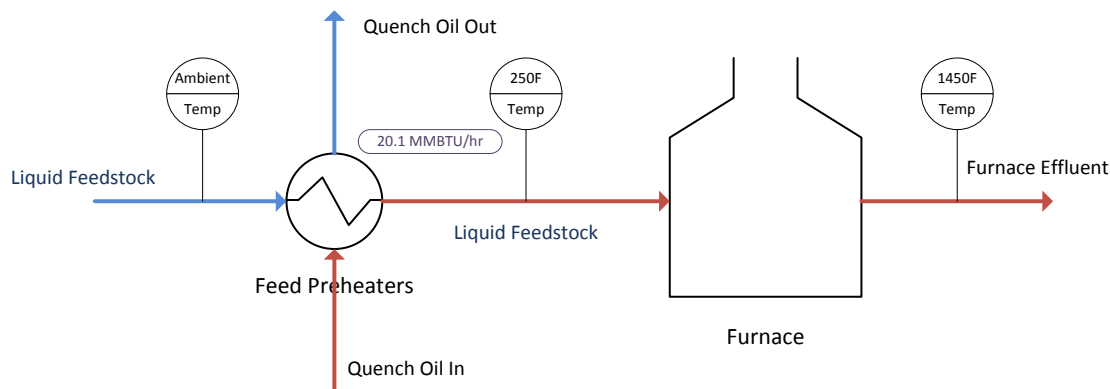 Quench Oil Out
Ambient
Temp
250F
Temp
1450F
Temp
20.1 MMBTU/hr
Liquid Feedstock
Furnace Effluent
Liquid Feedstock
Feed Preheaters
Furnace
Quench Oil In